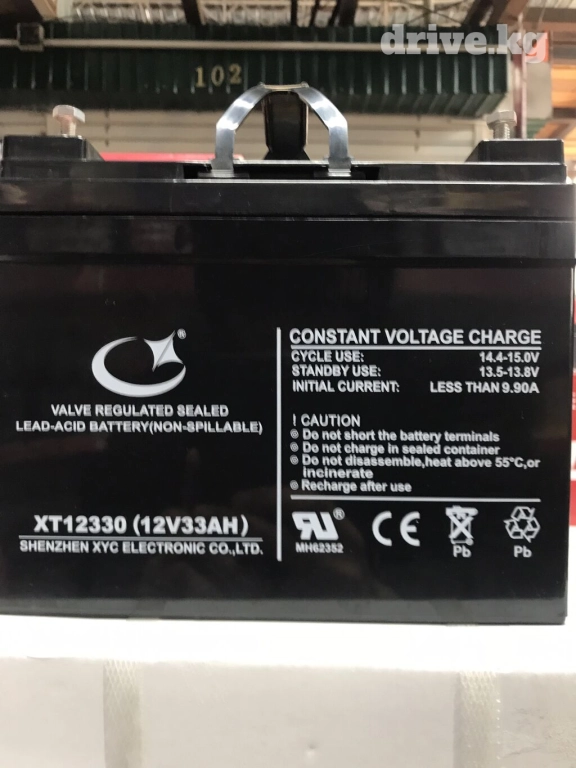 drive.kg
102
CONSTANT VOLTAGE CHARGE
CYCLE USE: 14.4-15.0V
STANDBY USE: 13.5-13.8V
INITIAL CURRENT: LESS THAN 9.90A
®
VALVE REGULATED SEALED
LEAD-ACID BATTERY(NON-SPILLABLE)
! CAUTION
Do not short the battery terminals
Do not charge in sealed container
Do not disassemble,heat above 55°C,or
incinerate
Recharge after use
XT12330 (12V33AH)
SHENZHEN XYC ELECTRONIC CO.,LTD.
RU®
MH62352
CE
Pb
Pb